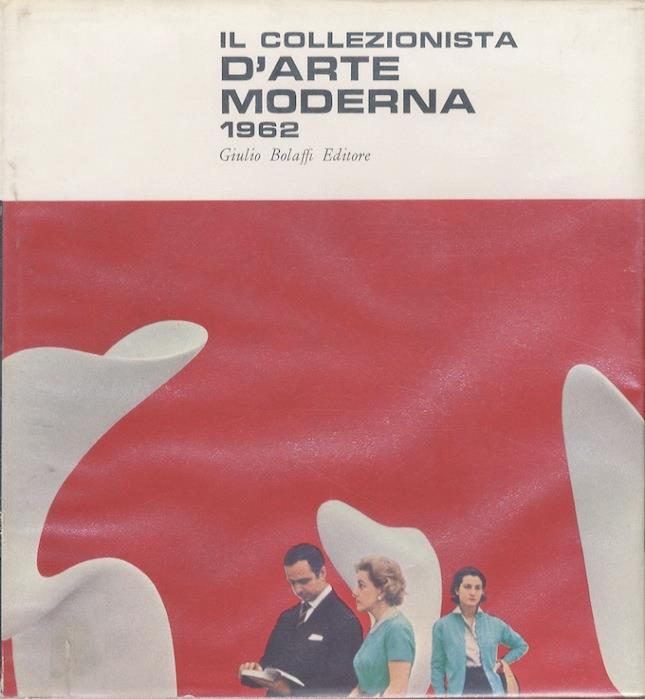 IL COLLEZIONISTA
D'ARTE
MODERNA
1962
Giulio Bolaffi Editore